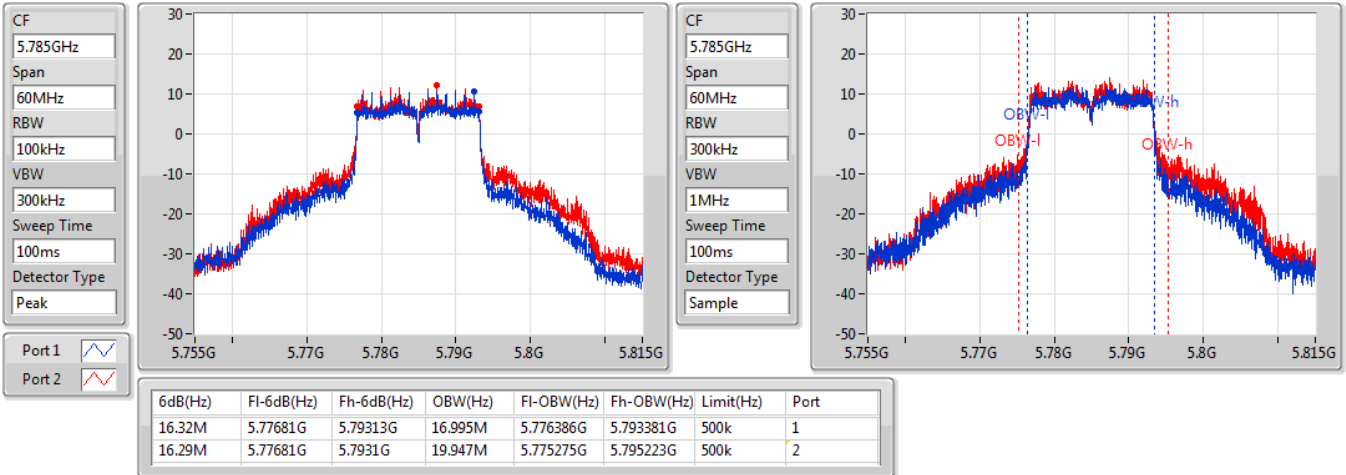 CF
5.785GHz
Span
60MHz
RBW
100kHz
VBW
300kHz
Sweep Time
100ms
Detector Type
Peak
Port 1
Port 2
30
20
10
0
-10
-20
-30
-40
-50
5.755G 5.77G 5.78G 5.79G 5.8G 5.815G
CF
5.785GHz
Span
60MHz
RBW
300kHz
VBW
1MHz
Sweep Time
100ms
Detector Type
Sample
30
20
10
0
-10
-20
-30
-40
-50
OBW-l
W-h
OBW-l
OBW-h
5.755G 5.77G 5.78G 5.79G 5.8G 5.815G
6dB(Hz) Fl-6dB(Hz) Fh-6dB(Hz) OBW(Hz) Fl-OBW(Hz) Fh-OBW(Hz) Limit(Hz) Port
16.32M 5.77681G 5.79313G 16.995M 5.776386G 5.793381G 500k 1
16.29M 5.77681G 5.7931G 19.947M 5.775275G 5.795223G 500k 2